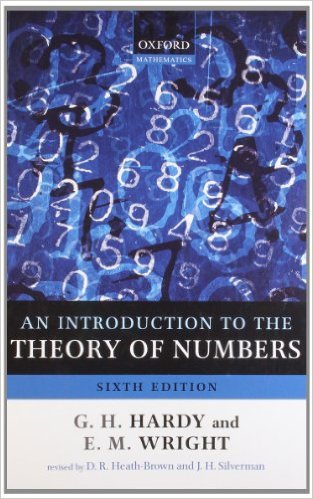 OXFORD
MATHEMATICS
AN INTRODUCTION TO THE
THEORY OF NUMBERS
SIXTH EDITION
G. H. HARDY and
E. M. WRIGHT
revised by D. R. Heath-Brown and J. H. Silverman